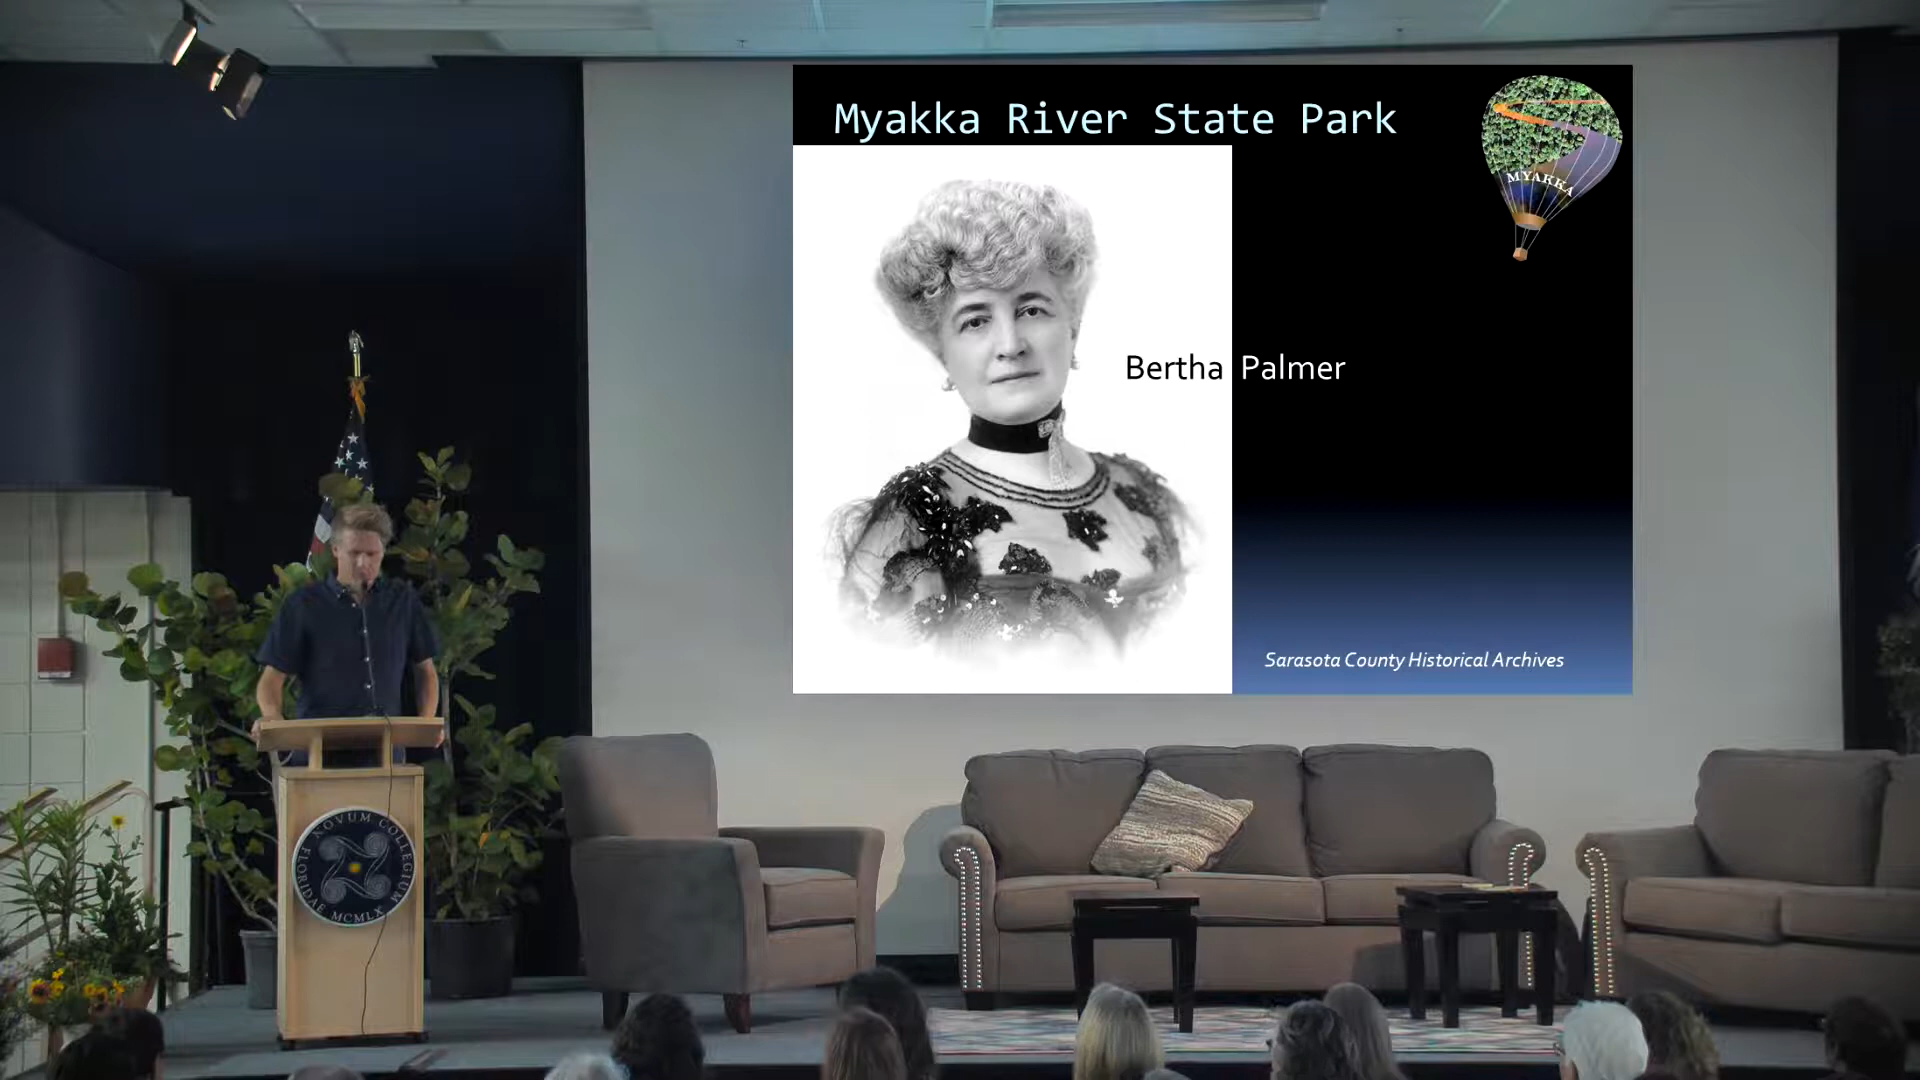 Myakka River State Park
MYAKKA
Bertha Palmer
Sarasota County Historical Archives
NOVUM COLLEGIUM
FLORIDAE MCMLX